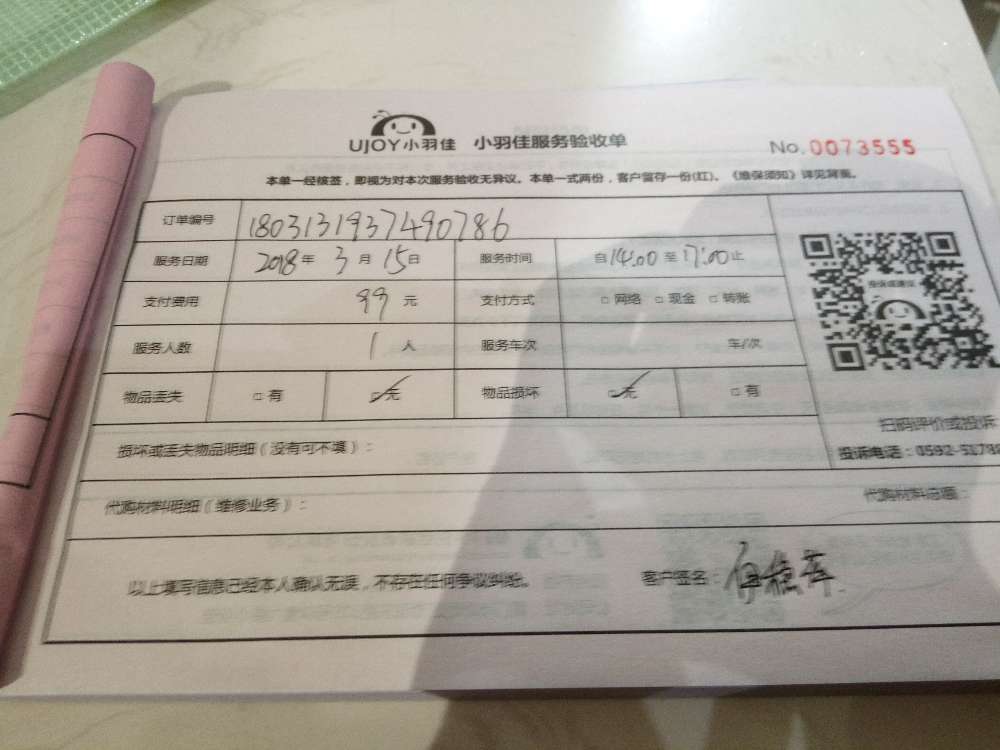 UJOY小羽佳 小羽佳服务验收单
No. 0073555
本单一经核签，即视为对本次服务验收无异议。本单一式两份，客户留存一份(红)。《维保须知》详见背面。
订单编号 1803131937490786
服务日期 2018年 3月 15日 服务时间 自14:00至17:00止
支付费用 99元 支付方式 □网络 □现金 □转账
投诉或建议
服务人数 1人 服务车次 车/次
物品丢失 □有 □✓无 物品损坏 □✓无 □有
扫码评价或投诉
损坏或丢失物品明细（没有可不填）：
投诉电话：0592-5178
代购材料明细（维修业务）：
代购材料总额：
以上填写信息已经本人确认无误，不存在任何争议纠纷。 客户签名：